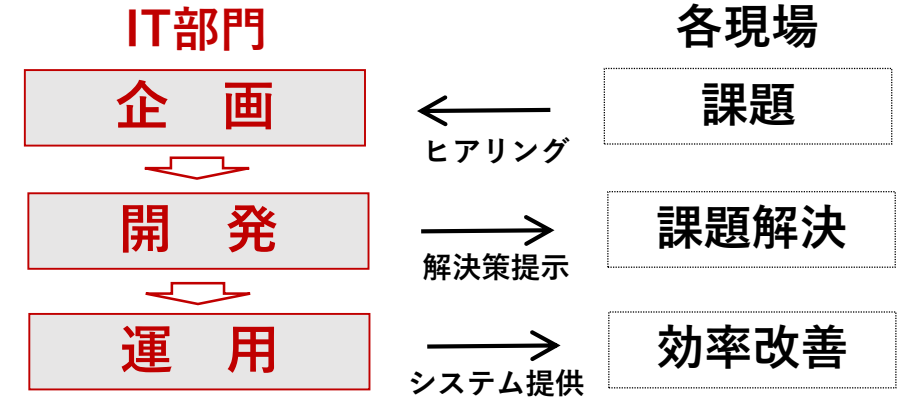 IT部門
各現場
企　画
ヒアリング
課題
開　発
解決策提示
課題解決
運　用
システム提供
効率改善